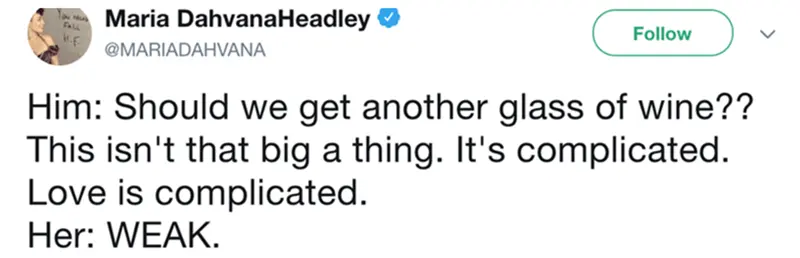 Maria DahvanaHeadley
Follow
@MARIADAHVANA
Him: Should we get another glass of wine??
This isn't that big a thing. It's complicated.
Love is complicated.
Her: WEAK.